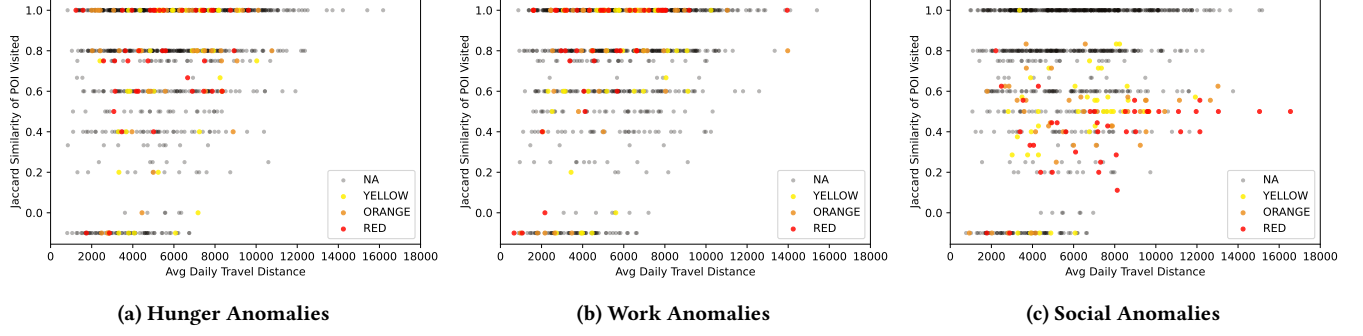 Jaccard Similarity of POI Visited
1.0
0.8
0.6
0.4
0.2
0.0
NA
YELLOW
ORANGE
RED
0 2000 4000 6000 8000 10000 12000 14000 16000 18000
Avg Daily Travel Distance
(a) Hunger Anomalies
Jaccard Similarity of POI Visited
1.0
0.8
0.6
0.4
0.2
0.0
NA
YELLOW
ORANGE
RED
0 2000 4000 6000 8000 10000 12000 14000 16000 18000
Avg Daily Travel Distance
(b) Work Anomalies
Jaccard Similarity of POI Visited
1.0
0.8
0.6
0.4
0.2
0.0
NA
YELLOW
ORANGE
RED
0 2000 4000 6000 8000 10000 12000 14000 16000 18000
Avg Daily Travel Distance
(c) Social Anomalies